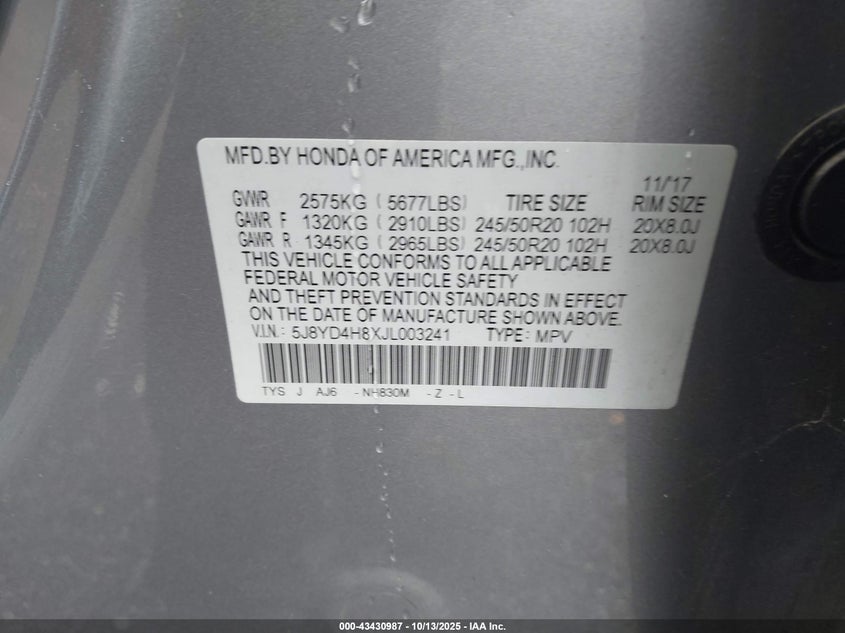 MFD.BY HONDA OF AMERICA MFG.,INC.
11/'17
GVWR 2575KG ( 5677LBS) TIRE SIZE RIM SIZE
GAWR F 1320KG ( 2910LBS) 245/50R20 102H 20X8.0J
GAWR R 1345KG ( 2965LBS) 245/50R20 102H 20X8.0J
THIS VEHICLE CONFORMS TO ALL APPLICABLE
FEDERAL MOTOR VEHICLE SAFETY
AND THEFT PREVENTION STANDARDS IN EFFECT
ON THE DATE OF MANUFACTURE SHOWN ABOVE.
V.I.N.: 5J8YD4H8XJL003241 TYPE: MPV
TYS J AJ6 -NH830M -Z -L
000-43430987 - 10/13/2025 - IAA Inc.